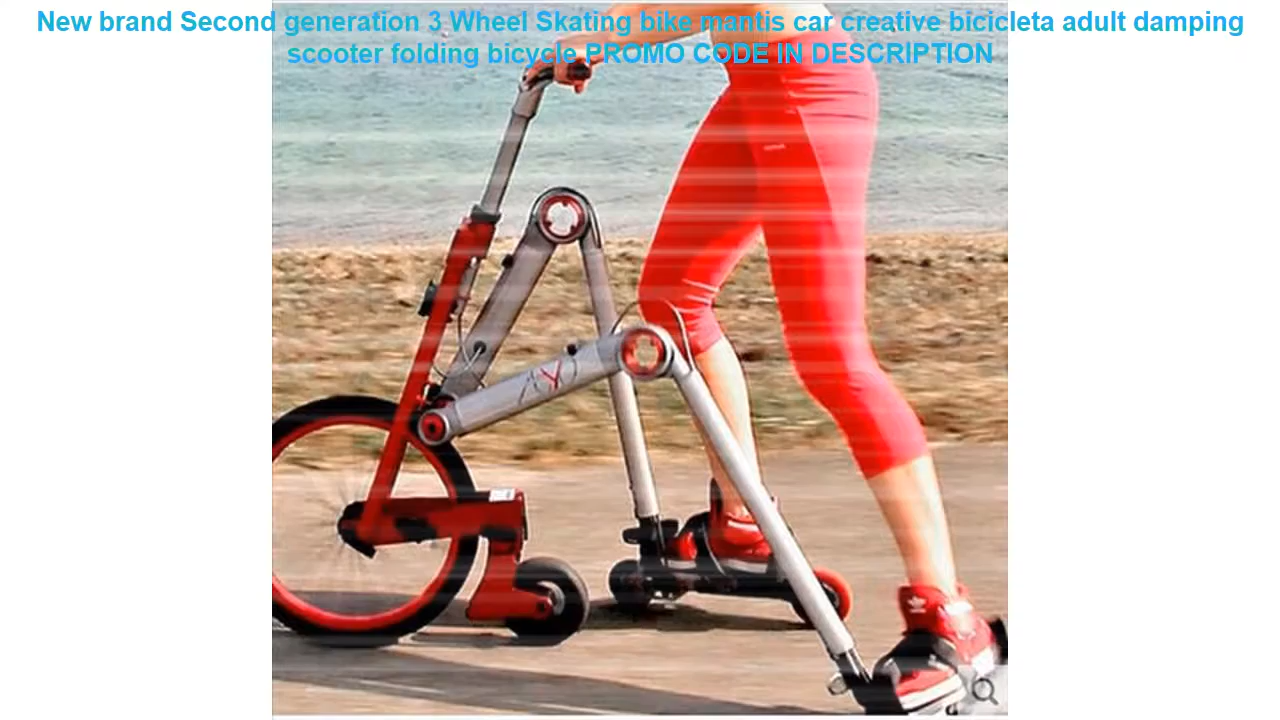 New brand Second generation 3 Wheel Skating bike mantis car creative bicicleta adult damping
scooter folding bicycle PROMO CODE IN DESCRIPTION